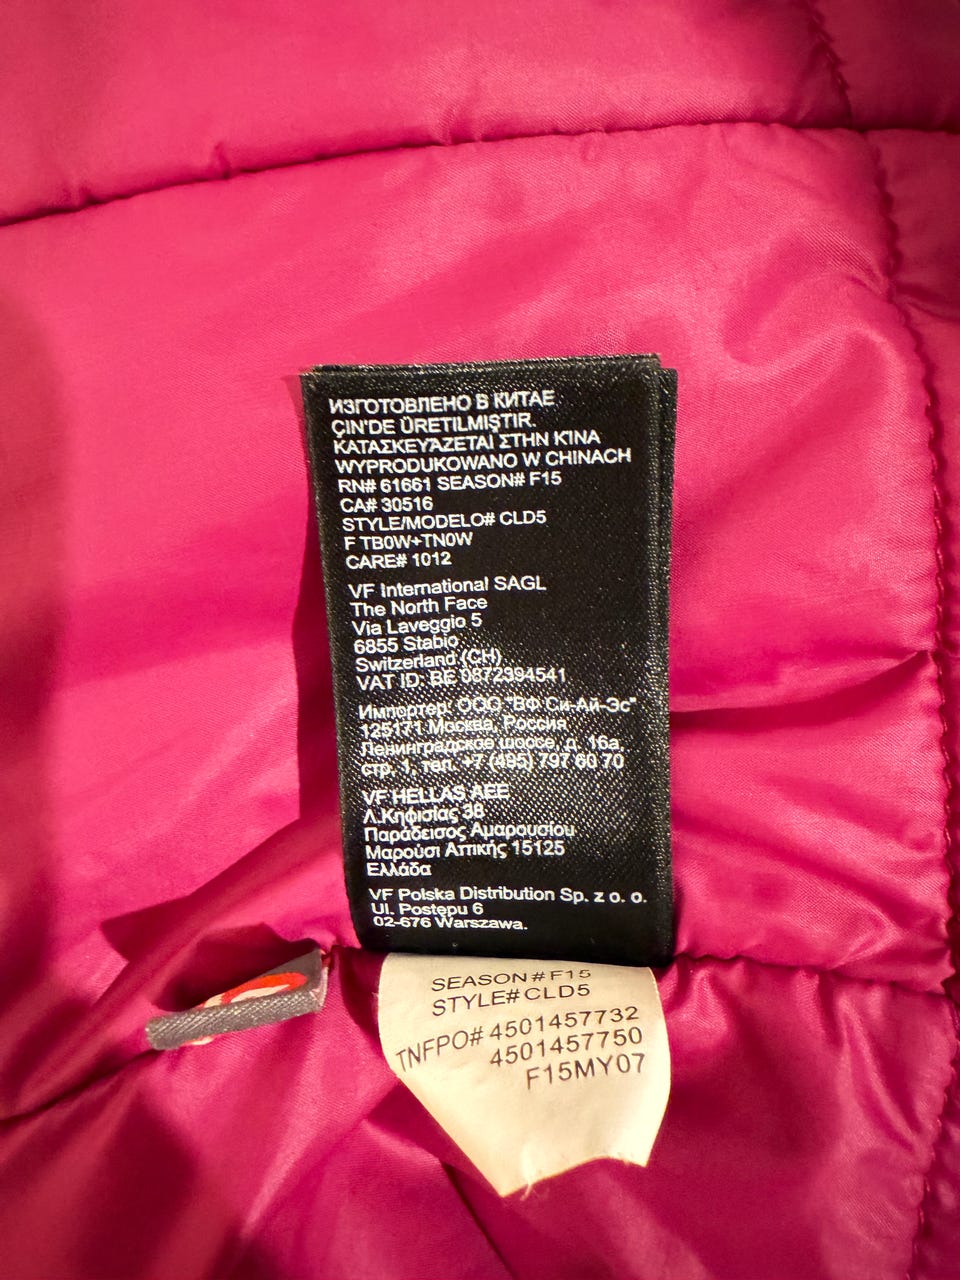 ИЗГОТОВЛЕНО В КИТАЕ
ÇIN'DE ÜRETILMIŞTIR.
ΚΑΤΑΣΚΕΥΆΖΕΤΑΙ ΣΤΗΝ ΚΊΝΑ
WYPRODUKOWANO W CHINACH
RN# 61661 SEASON# F15
CA# 30516
STYLE/MODELO# CLD5
F TB0W+TN0W
CARE# 1012
VF International SAGL
The North Face
Via Laveggio 5
6855 Stabio
Switzerland (CH)
VAT ID: BE 0872394541
Импортер: ООО "ВФ Си-Ай-Эс"
125171 Москва, Россия
Ленинградское шоссе, д. 16а,
стр. 1, тел. +7 (495) 797 60 70
VF HELLAS AEE
Λ.Κηφισίας 38
Παράδεισος Αμαρουσίου
Μαρούσι Αττικής 15125
Ελλάδα
VF Polska Distribution Sp. z o. o.
Ul. Postępu 6
02-676 Warszawa.
SEASON#F15
STYLE#CLD5
TNFPO# 4501457732
4501457750
F15MY07